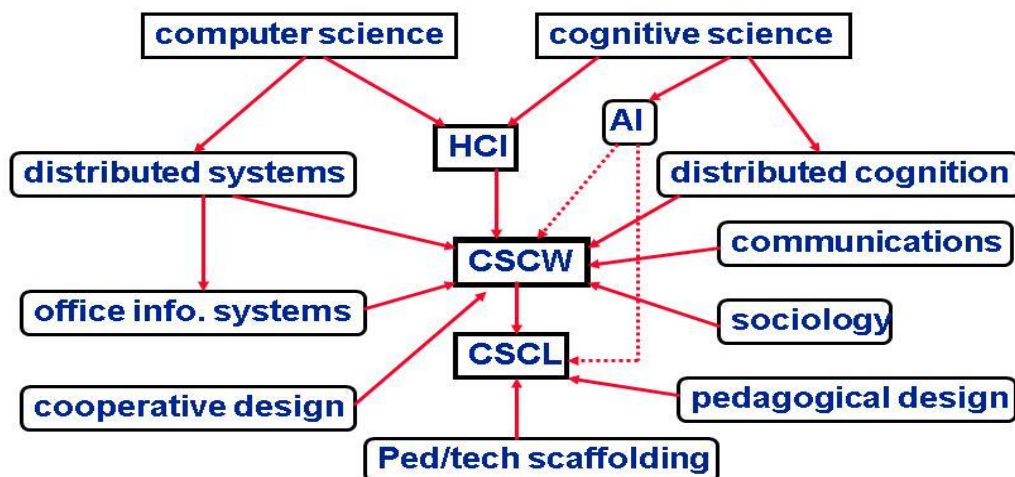 computer science
cognitive science
AI
HCI
distributed systems
distributed cognition
communications
CSCW
office info. systems
sociology
CSCL
cooperative design
pedagogical design
Ped/tech scaffolding